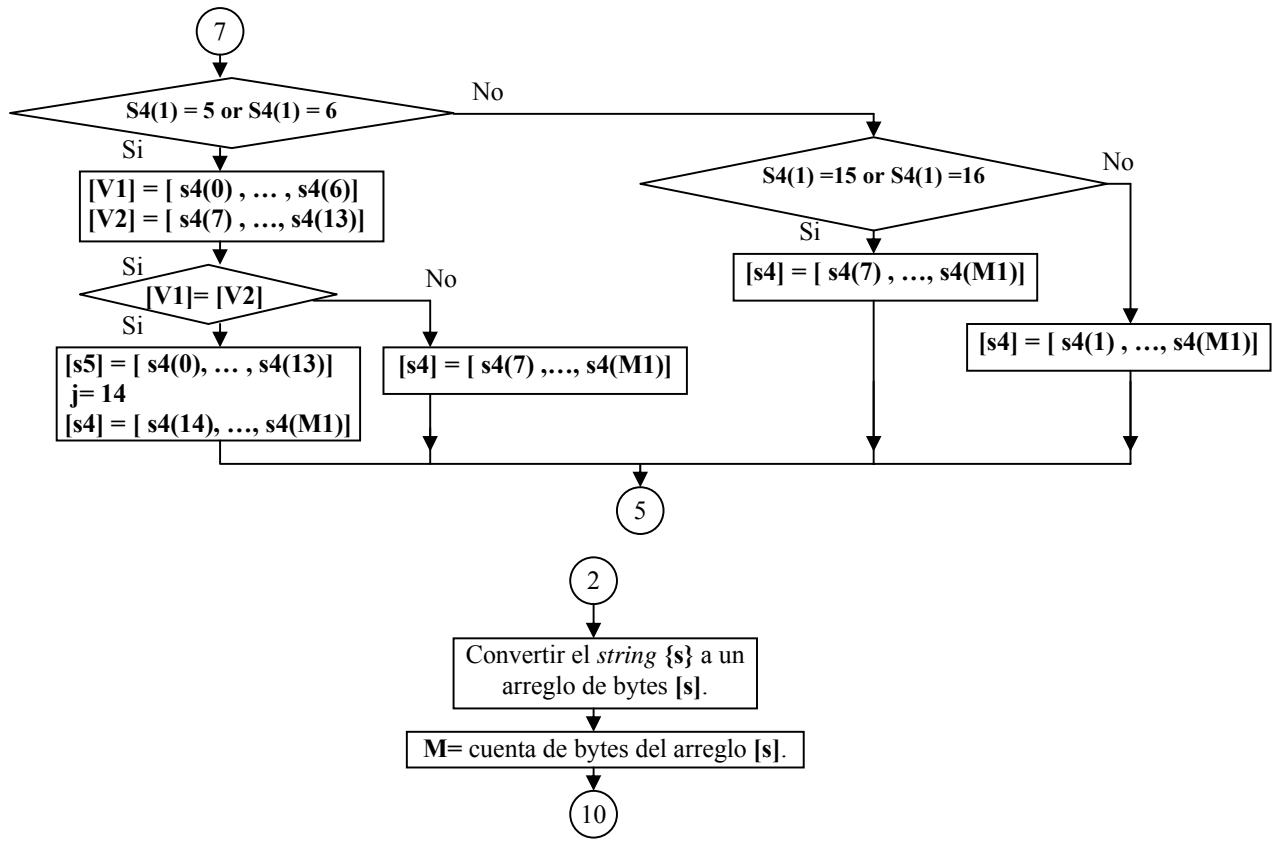 7
S4(1) = 5 or S4(1) = 6
No
Si
[V1] = [ s4(0) , … , s4(6)]
[V2] = [ s4(7) , …, s4(13)]
S4(1) =15 or S4(1) =16
No
Si
[s4] = [ s4(7) , …, s4(M1)]
Si
[V1]= [V2]
No
Si
[s5] = [ s4(0), … , s4(13)]
j= 14
[s4] = [ s4(14), …, s4(M1)]
[s4] = [ s4(7) ,…, s4(M1)]
[s4] = [ s4(1) , …, s4(M1)]
5
2
Convertir el string {s} a un
arreglo de bytes [s].
M= cuenta de bytes del arreglo [s].
10